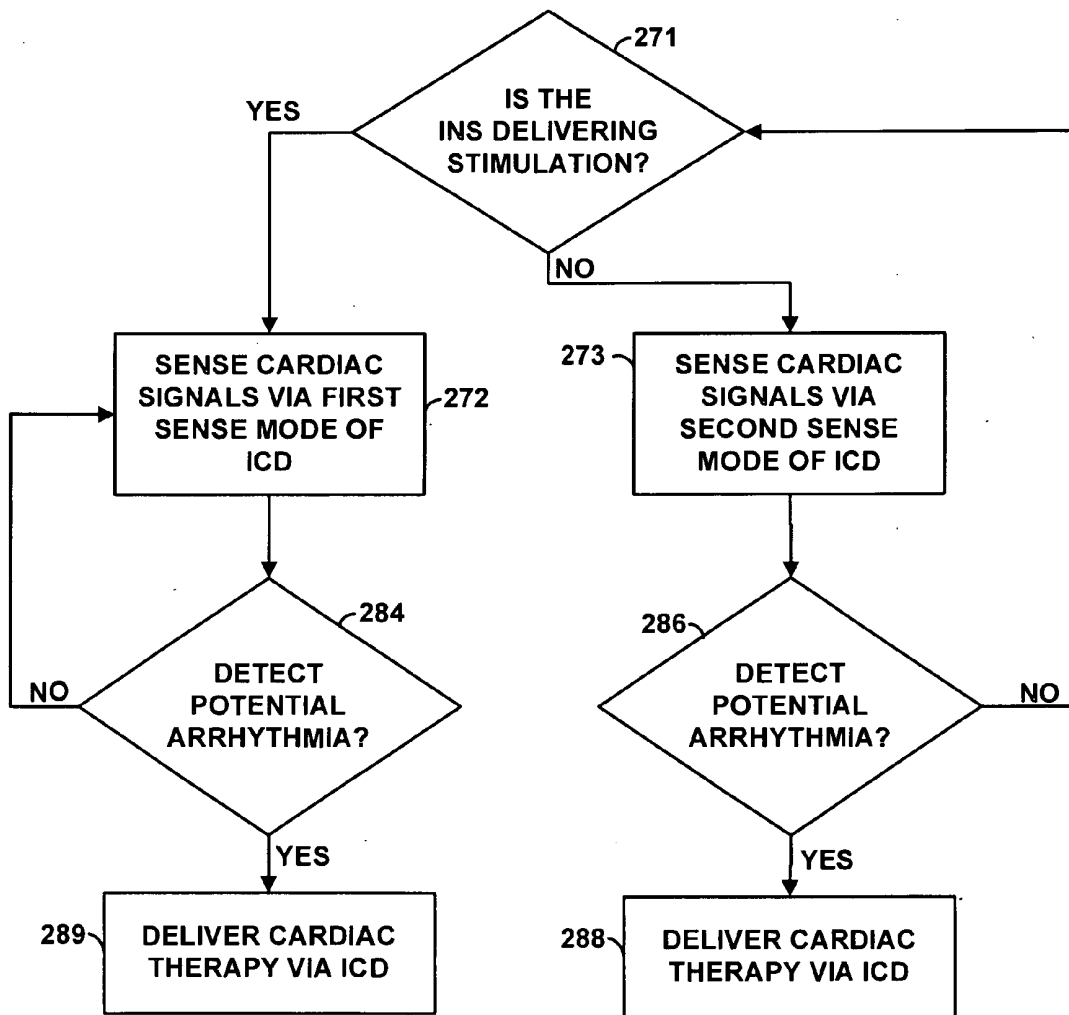 271
IS THE
INS DELIVERING
STIMULATION?
YES
NO
SENSE CARDIAC
SIGNALS VIA FIRST
SENSE MODE OF
ICD
272
273
SENSE CARDIAC
SIGNALS VIA
SECOND SENSE
MODE OF ICD
284
DETECT
POTENTIAL
ARRHYTHMIA?
NO
YES
286
DETECT
POTENTIAL
ARRHYTHMIA?
NO
YES
289
DELIVER CARDIAC
THERAPY VIA ICD
288
DELIVER CARDIAC
THERAPY VIA ICD